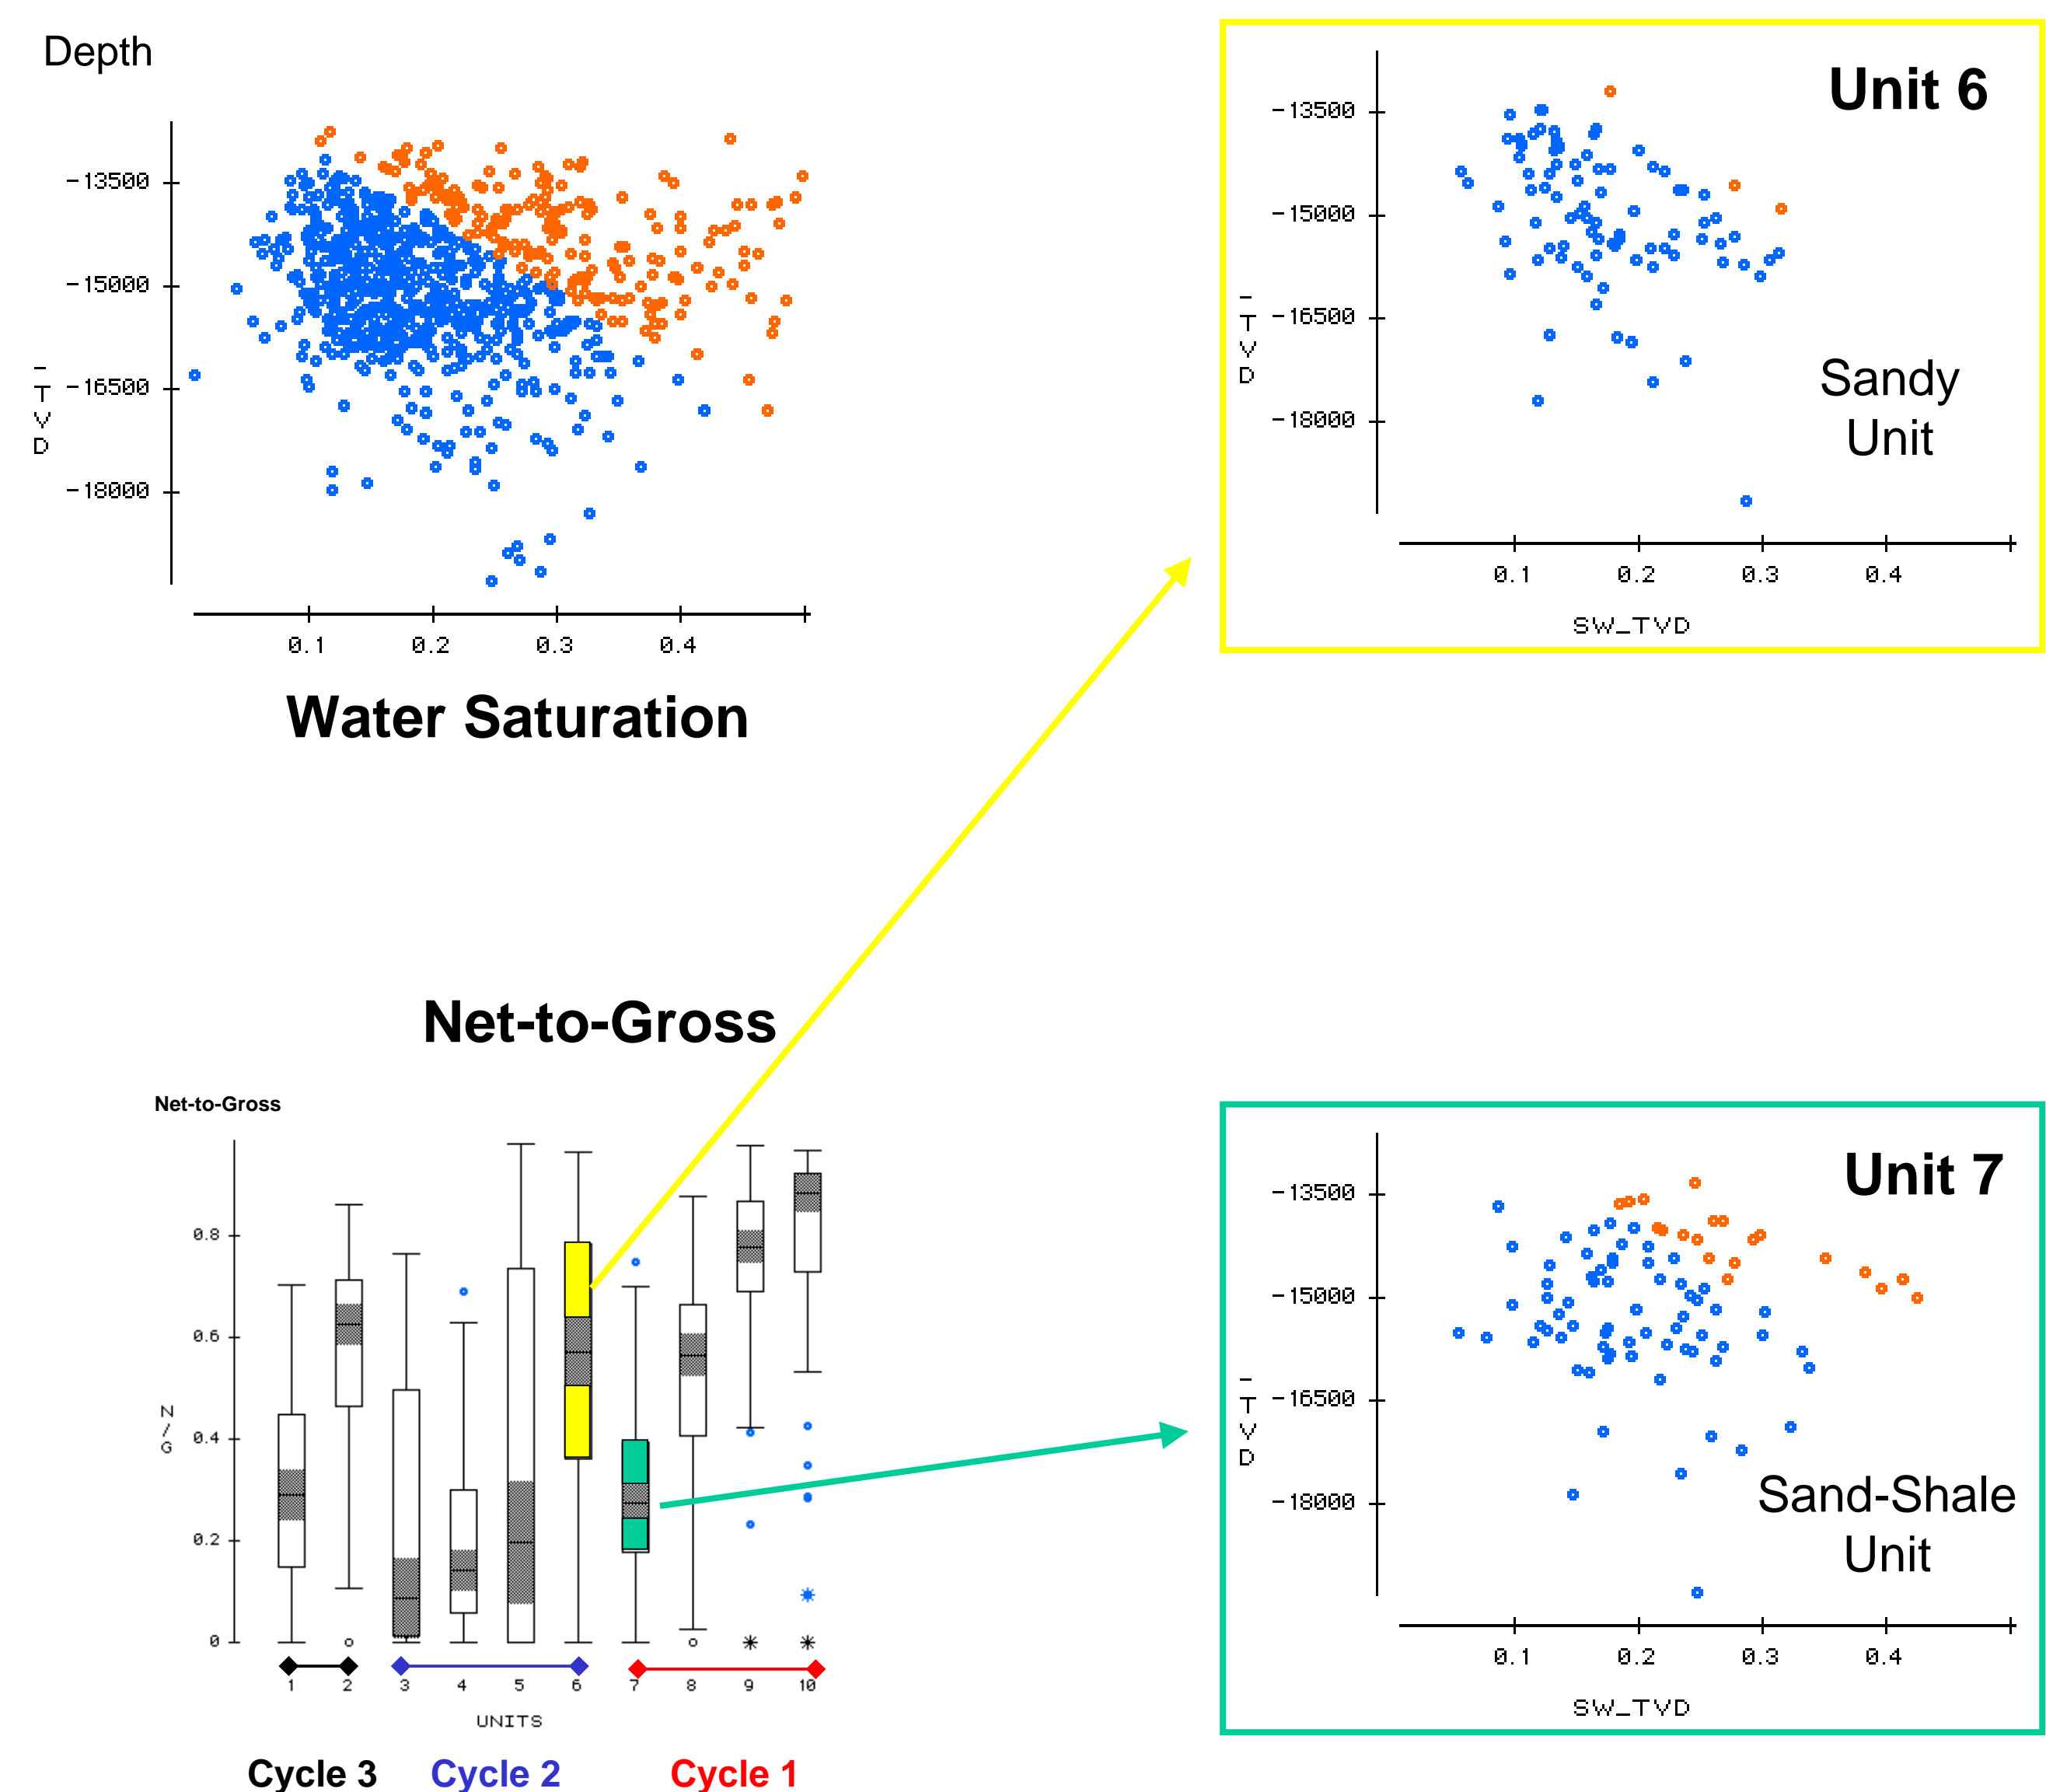 Depth
-13500
-15000
-16500
-18000
-TVD
0.1 0.2 0.3 0.4
Water Saturation
Unit 6
-13500
-15000
-16500
-18000
-TVD
Sandy
Unit
0.1 0.2 0.3 0.4
SW_TVD
Net-to-Gross
Net-to-Gross
0.8
0.6
0.4
0.2
0
N/G
1 2 3 4 5 6 7 8 9 10
UNITS
Cycle 3 Cycle 2 Cycle 1
Unit 7
-13500
-15000
-16500
-18000
-TVD
Sand-Shale
Unit
0.1 0.2 0.3 0.4
SW_TVD